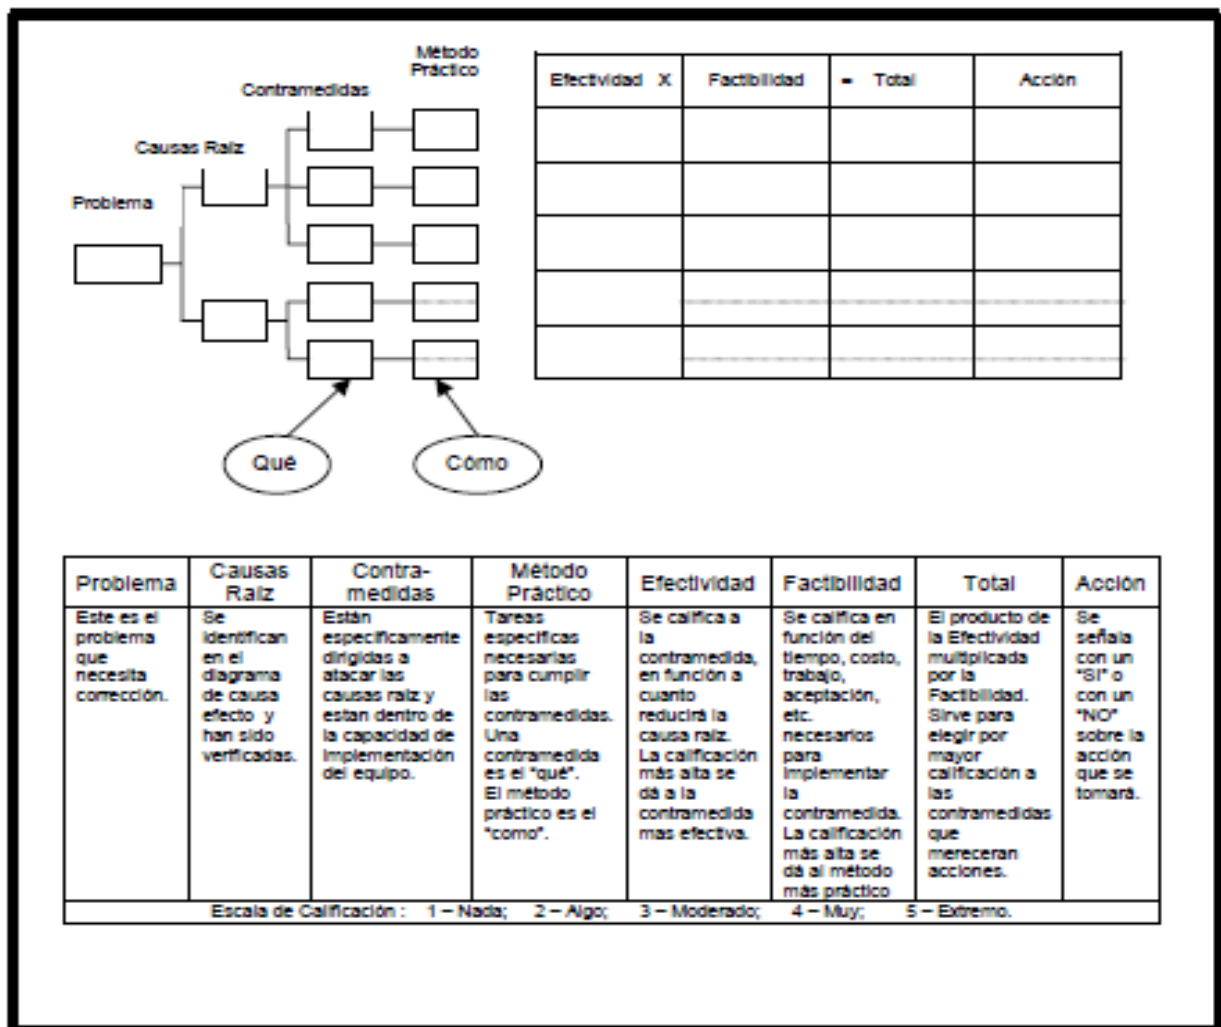 Método
Práctico
Contramedidas
Causas Raíz
Problema
Efectividad X Factibilidad = Total Acción
Qué Cómo
Problema
Causas
Raíz
Contra-
medidas
Método
Práctico
Efectividad
Factibilidad
Total
Acción
Este es el
problema
que
necesita
corrección.
Se
identifican
en el
diagrama
de causa
efecto y
han sido
verificadas.
Están
específicamente
dirigidas a
atacar las
causas raíz y
estan dentro de
la capacidad de
implementación
del equipo.
Tareas
específicas
necesarias
para cumplir
las
contramedidas.
Una
contramedida
es el "qué".
El método
práctico es el
"como".
Se califica a
la
contramedida,
en función a
cuanto
reducirá la
causa raíz.
La calificación
más alta se
dá a la
contramedida
mas efectiva.
Se califica en
función del
tiempo, costo,
trabajo,
aceptación,
etc.
necesarios
para
implementar
la
contramedida.
La calificación
más alta se
dá al método
más práctico
El producto de
la Efectividad
multiplicada
por la
Factibilidad.
Sirve para
elegir por
mayor
calificación a
las
contramedidas
que
mereceran
acciones.
Se
señala
con un
"SI" o
con un
"NO"
sobre la
acción
que se
tomará.
Escala de Calificación : 1 – Nada; 2 – Algo; 3 – Moderado; 4 – Muy; 5 – Extremo.